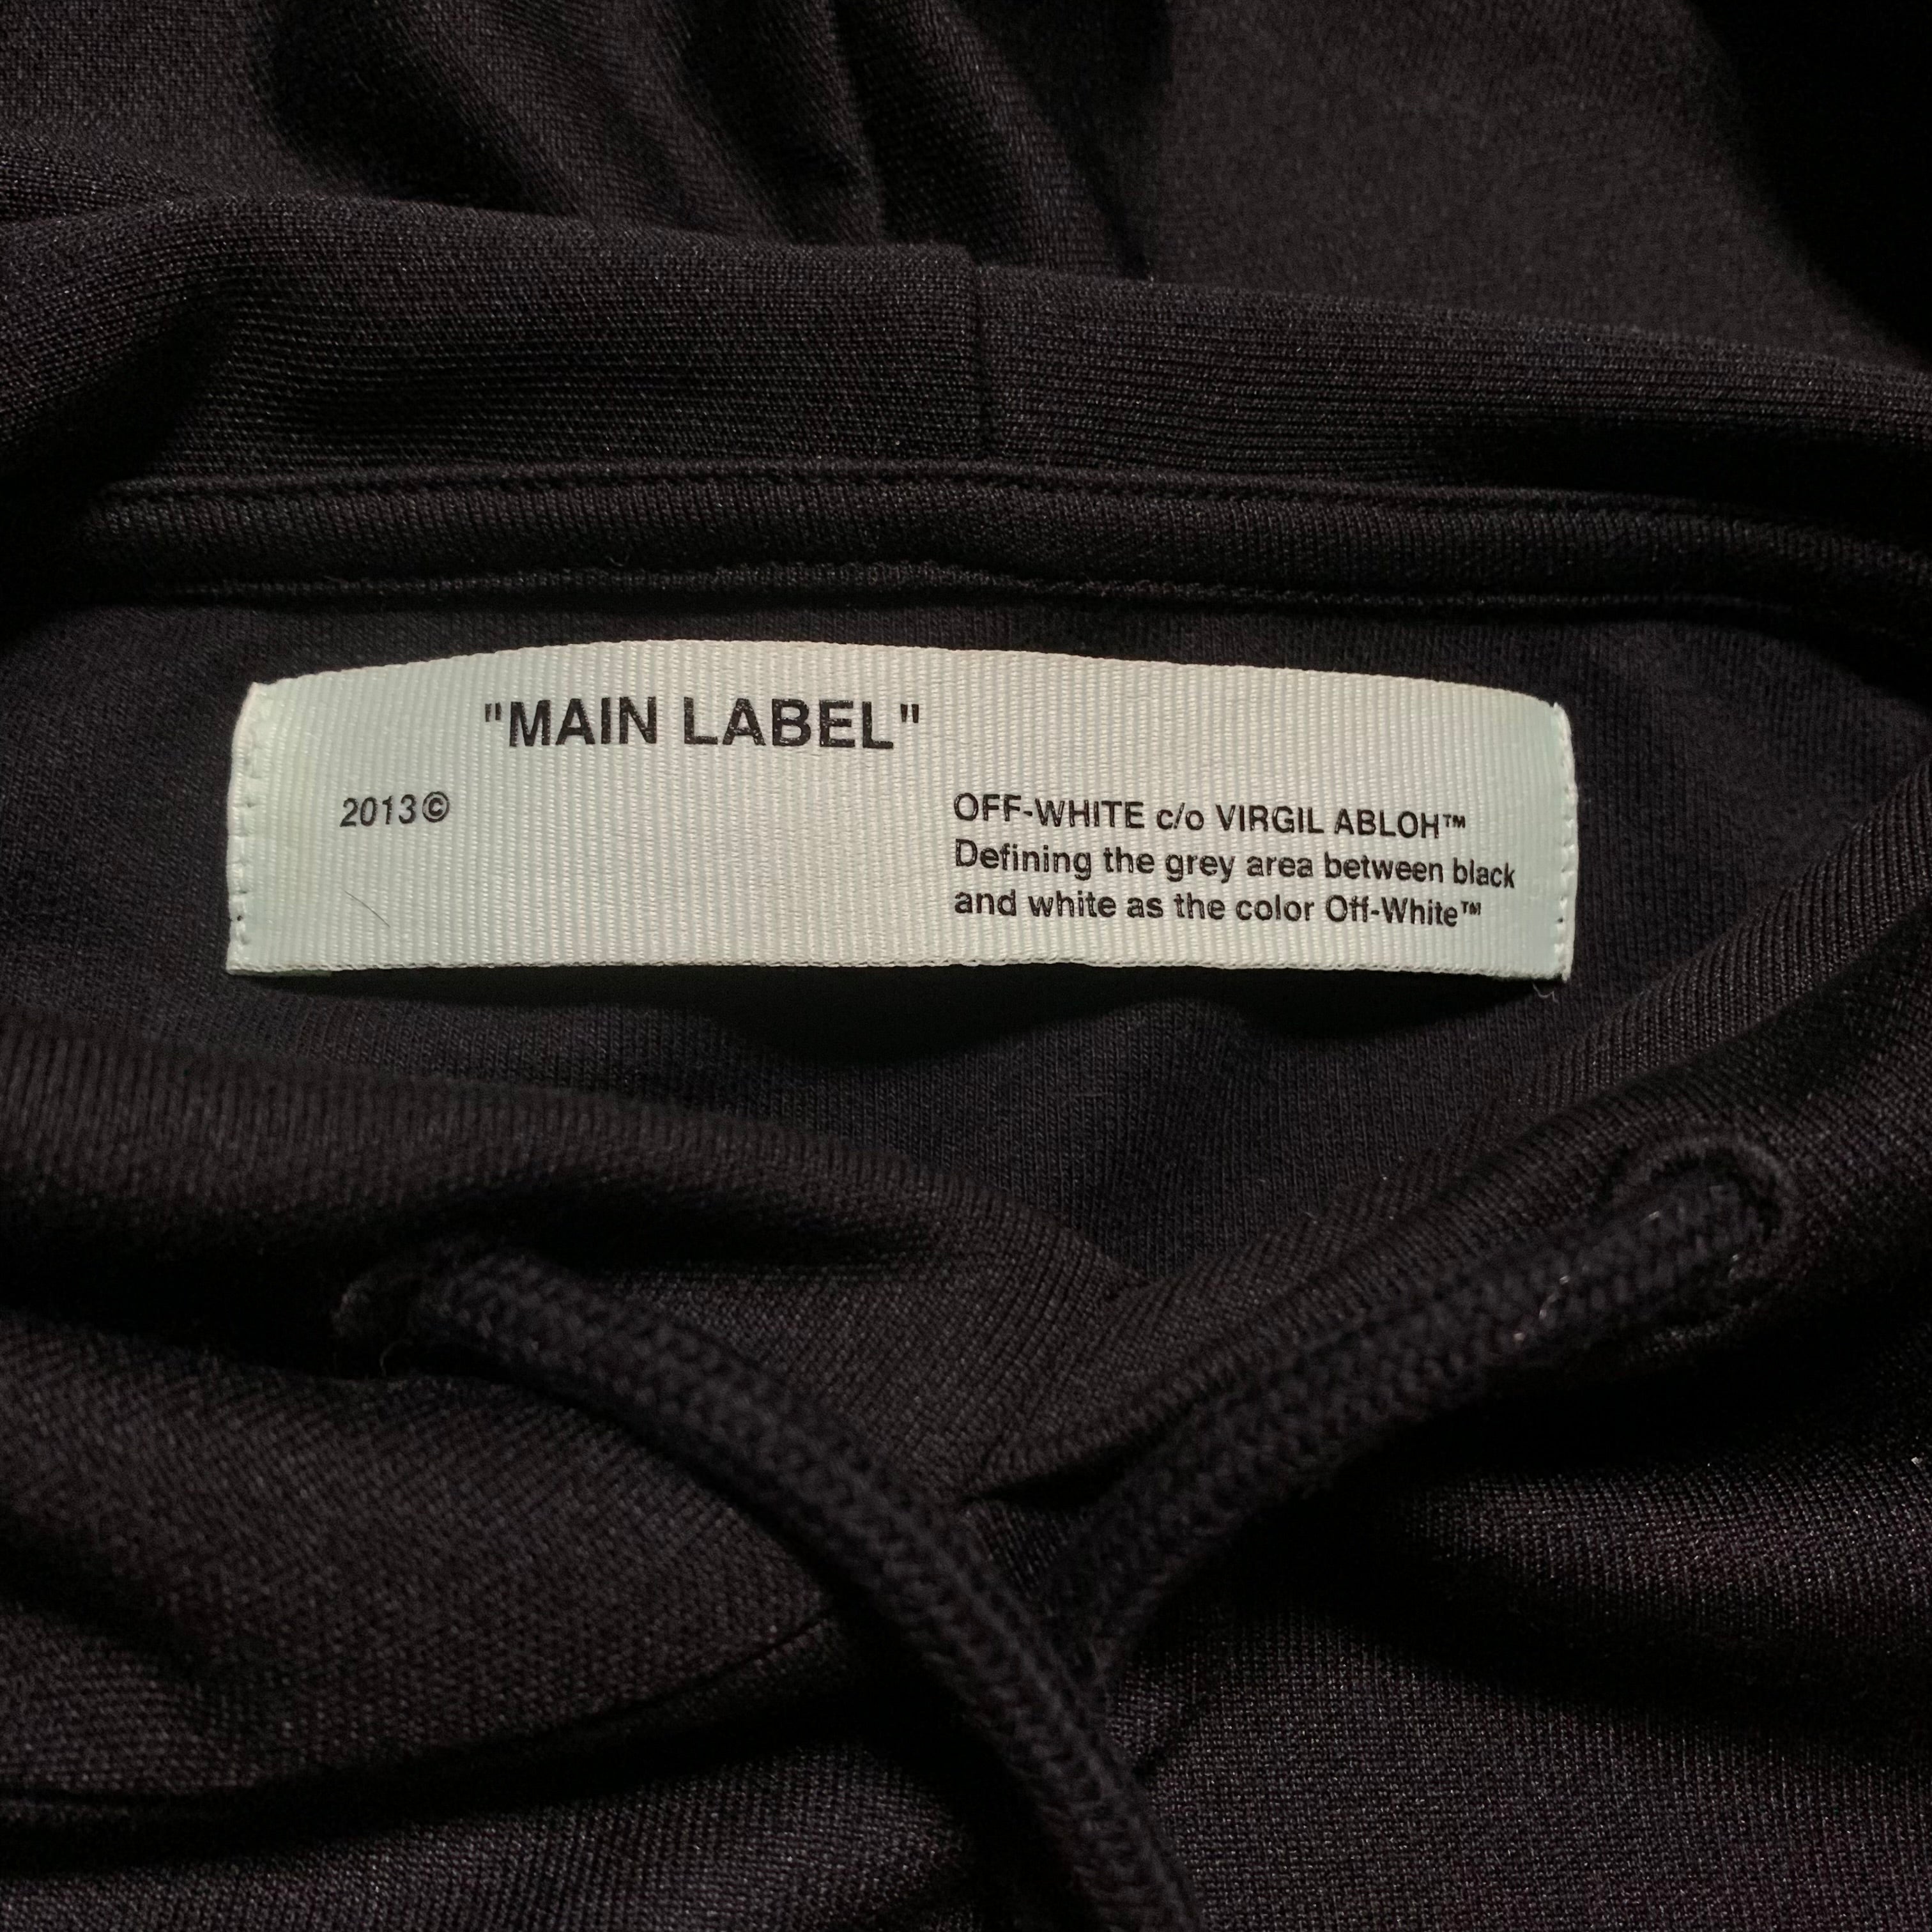 "MAIN LABEL"
2013©
OFF-WHITE c/o VIRGIL ABLOH™
Defining the grey area between black
and white as the color Off-White™